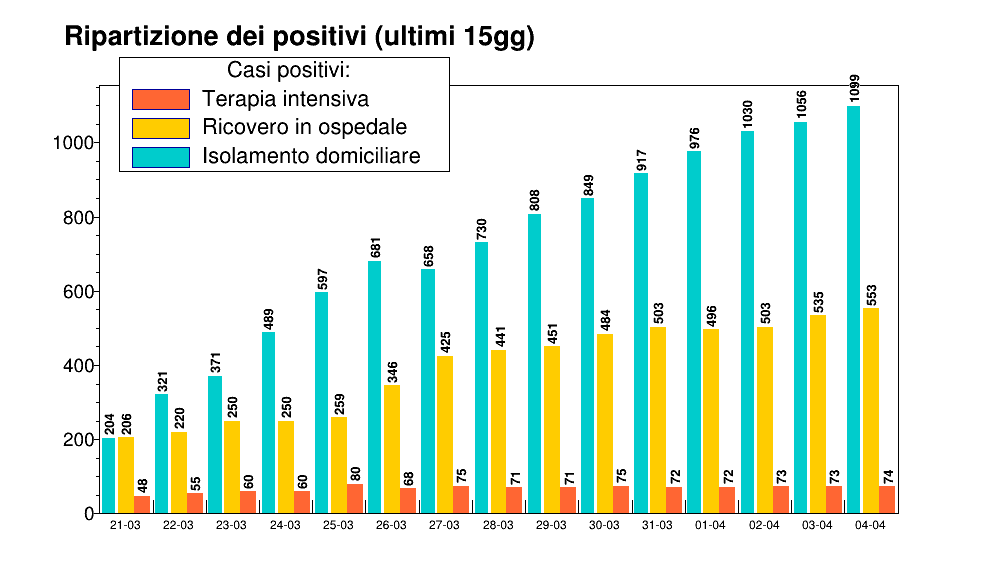 Ripartizione dei positivi (ultimi 15gg)
Casi positivi:
Terapia intensiva
Ricovero in ospedale
Isolamento domiciliare
1000
800
600
400
200
0
204 206 48
321 220 55
371 250 60
489 250 60
597 259 80
681 346 68
658 425 75
730 441 71
808 451 71
849 484 75
917 503 72
976 496 72
1030 503 73
1056 535 73
1099 553 74
21-03 22-03 23-03 24-03 25-03 26-03 27-03 28-03 29-03 30-03 31-03 01-04 02-04 03-04 04-04